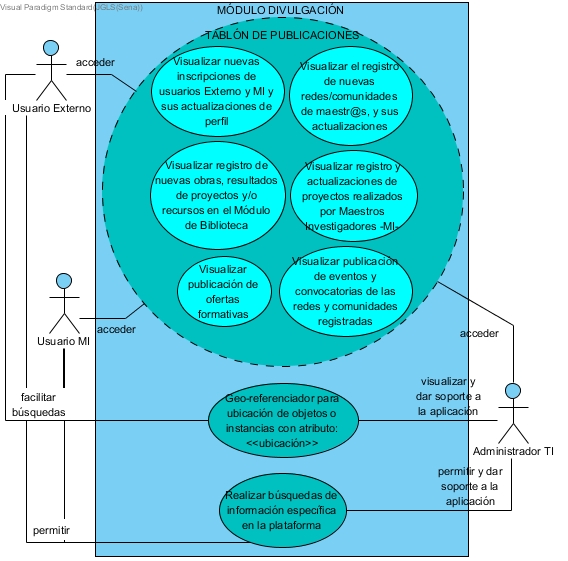 Visual Paradigm Standard(UGLS(Sena))
MÓDULO DIVULGACIÓN
TABLÓN DE PUBLICACIONES
Visualizar nuevas
inscripciones de
usuarios Externo y MI y
sus actualizaciones de
perfil
Visualizar el registro
de nuevas
redes/comunidades
de maestr@s, y sus
actualizaciones
acceder
Usuario Externo
Visualizar registro de
nuevas obras, resultados
de proyectos y/o
recursos en el Módulo
de Biblioteca
Visualizar registro y
actualizaciones de
proyectos realizados
por Maestros
Investigadores -MI-
Visualizar
publicación de
ofertas
formativas
Visualizar publicación
de eventos y
convocatorias de las
redes y comunidades
registradas
acceder
Usuario MI
acceder
facilitar
búsquedas
Geo-referenciador para
ubicación de objetos o
instancias con atributo:
<<ubicación>>
visualizar y
dar soporte a
la aplicación
Administrador TI
Realizar búsquedas de
información específica
en la plataforma
permitir y dar
soporte a la
aplicación
permitir